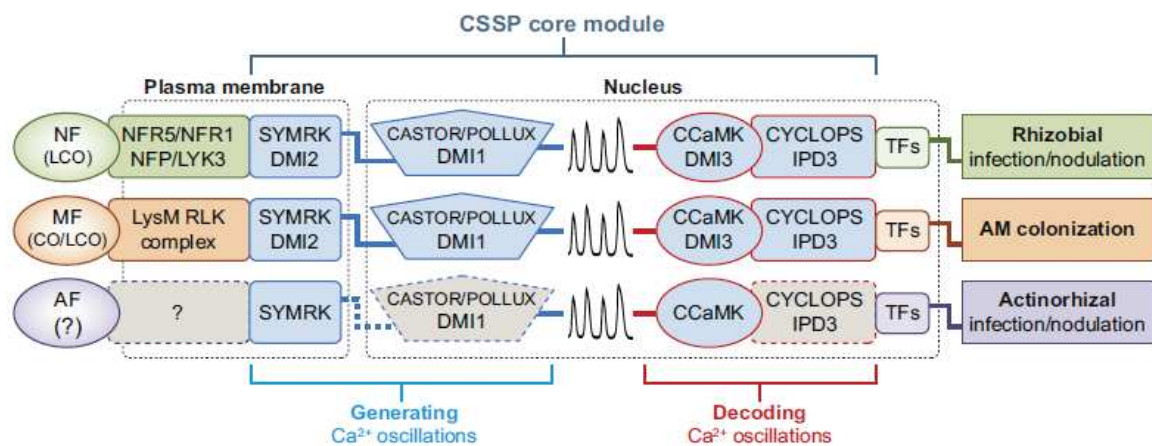 CSSP core module
Plasma membrane
Nucleus
NF
(LCO)
NFR5/NFR1
NFP/LYK3
SYMRK
DMI2
CASTOR/POLLUX
DMI1
CCaMK
DMI3
CYCLOPS
IPD3
TFs
Rhizobial
infection/nodulation
MF
(CO/LCO)
LysM RLK
complex
SYMRK
DMI2
CASTOR/POLLUX
DMI1
CCaMK
DMI3
CYCLOPS
IPD3
TFs
AM colonization
AF
(?)
?
SYMRK
CASTOR/POLLUX
DMI1
CCaMK
CYCLOPS
IPD3
TFs
Actinorhizal
infection/nodulation
Generating
Ca²⁺ oscillations
Decoding
Ca²⁺ oscillations